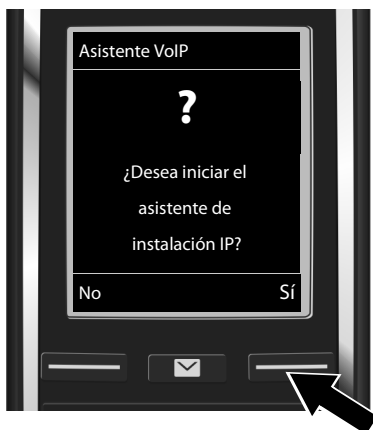 Asistente VoIP
?
¿Desea iniciar el
asistente de
instalación IP?
No Sí